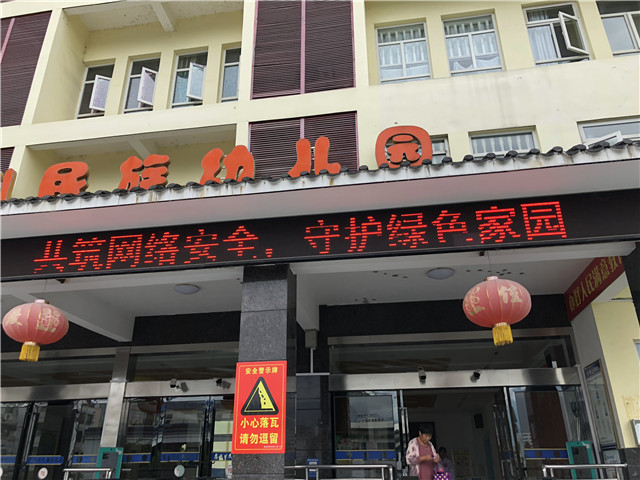 民族幼儿园
共筑网络安全，守护绿色家园
安全警示牌
小心落瓦
请勿逗留